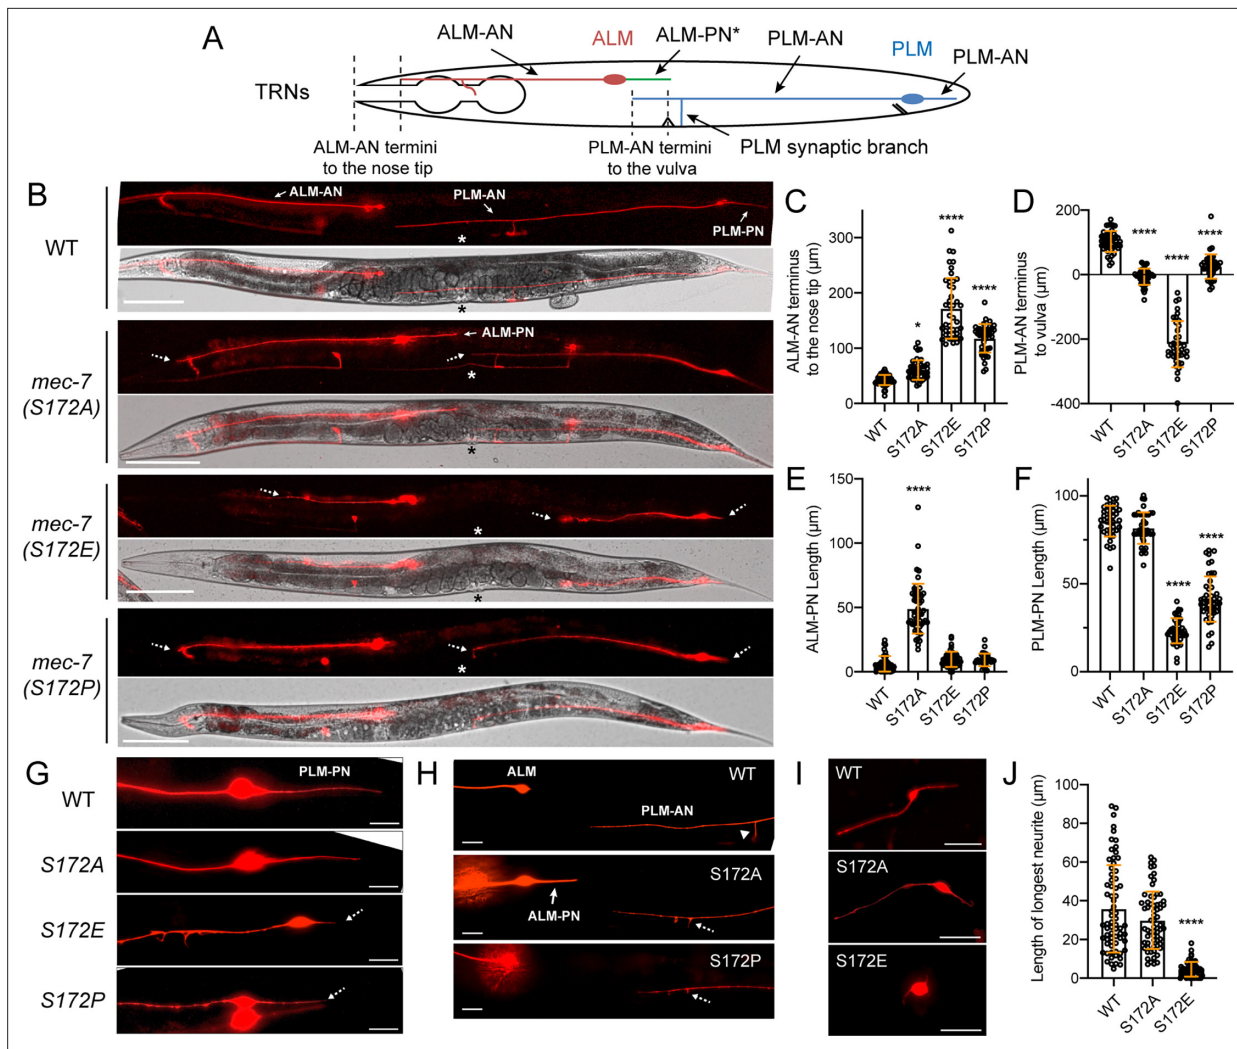 A
ALM-AN
ALM
ALM-PN*
PLM-AN
PLM
PLM-AN
TRNs
ALM-AN termini
to the nose tip
PLM-AN termini
to the vulva
PLM synaptic branch
B
WT
ALM-AN
PLM-AN
PLM-PN
*
*
mec-7
(S172A)
ALM-PN
*
*
mec-7
(S172E)
*
*
mec-7
(S172P)
*
C
ALM-AN terminus
to the nose tip (µm)
300
200
100
0
*
****
****
WT
S172A
S172E
S172P
D
PLM-AN terminus
to vulva (µm)
200
0
-200
-400
****
****
****
WT
S172A
S172E
S172P
E
ALM-PN Length (µm)
150
100
50
0
****
WT
S172A
S172E
S172P
F
PLM-PN Length (µm)
100
50
0
****
****
WT
S172A
S172E
S172P
G
WT
PLM-PN
S172A
S172E
S172P
H
ALM
WT
PLM-AN
S172A
ALM-PN
S172P
I
WT
S172A
S172E
J
Length of longest neurite (µm)
100
80
60
40
20
0
****
WT
S172A
S172E